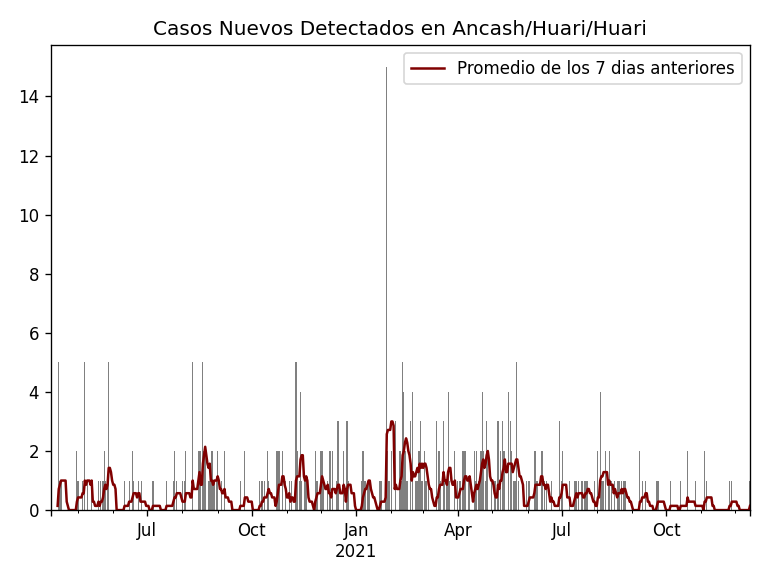 Casos Nuevos Detectados en Ancash/Huari/Huari
Promedio de los 7 dias anteriores
14
12
10
8
6
4
2
0
Jul
Oct
Jan
2021
Apr
Jul
Oct